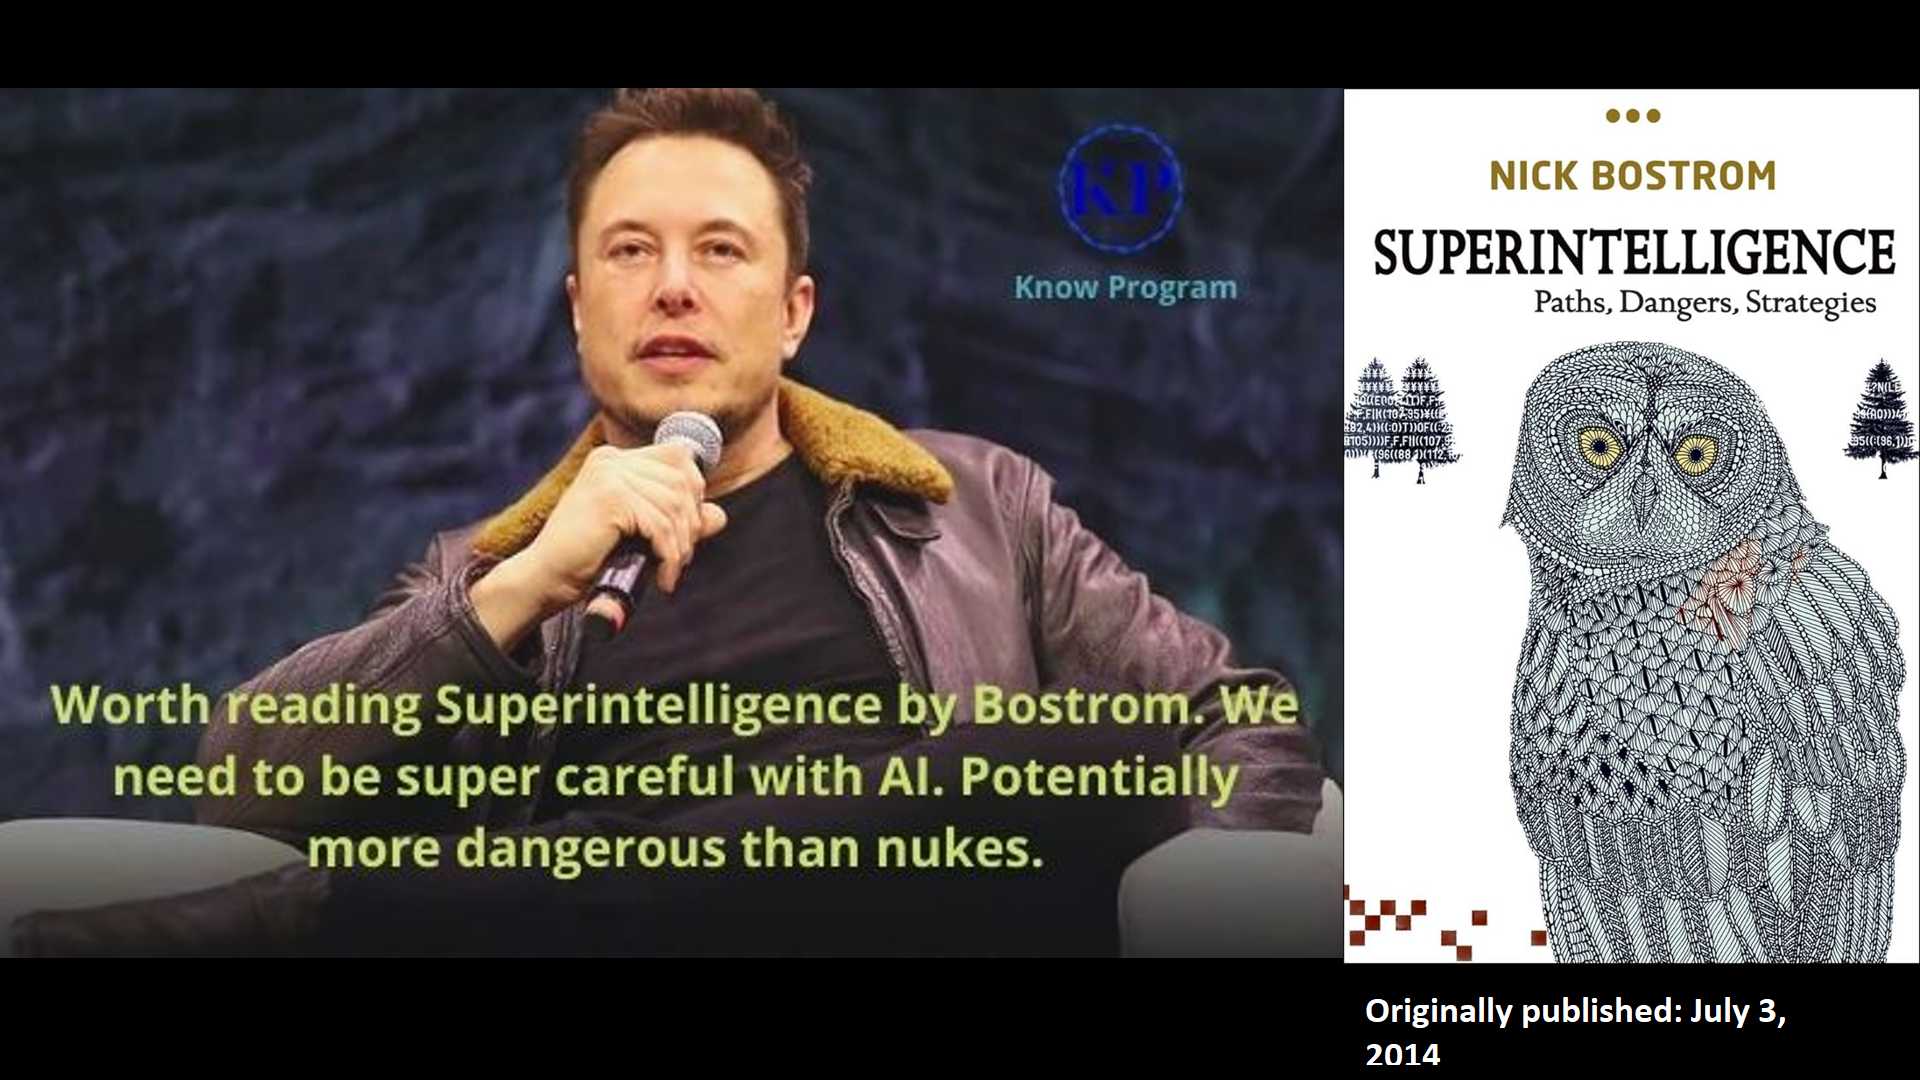 KP
Know Program
Worth reading Superintelligence by Bostrom. We
need to be super careful with AI. Potentially
more dangerous than nukes.
NICK BOSTROM
SUPERINTELLIGENCE
Paths, Dangers, Strategies
Originally published: July 3,
2014